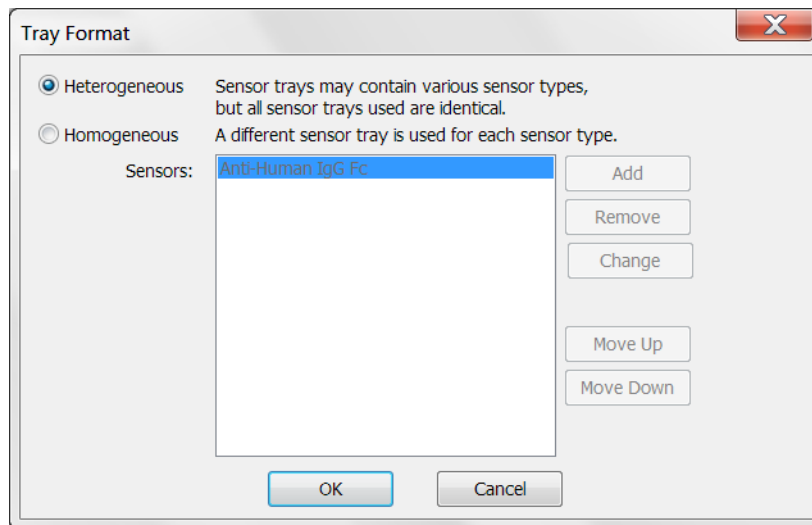 Tray Format
Heterogeneous
Sensor trays may contain various sensor types,
but all sensor trays used are identical.
Homogeneous
A different sensor tray is used for each sensor type.
Sensors:
Anti-Human IgG Fc
Add
Remove
Change
Move Up
Move Down
OK
Cancel